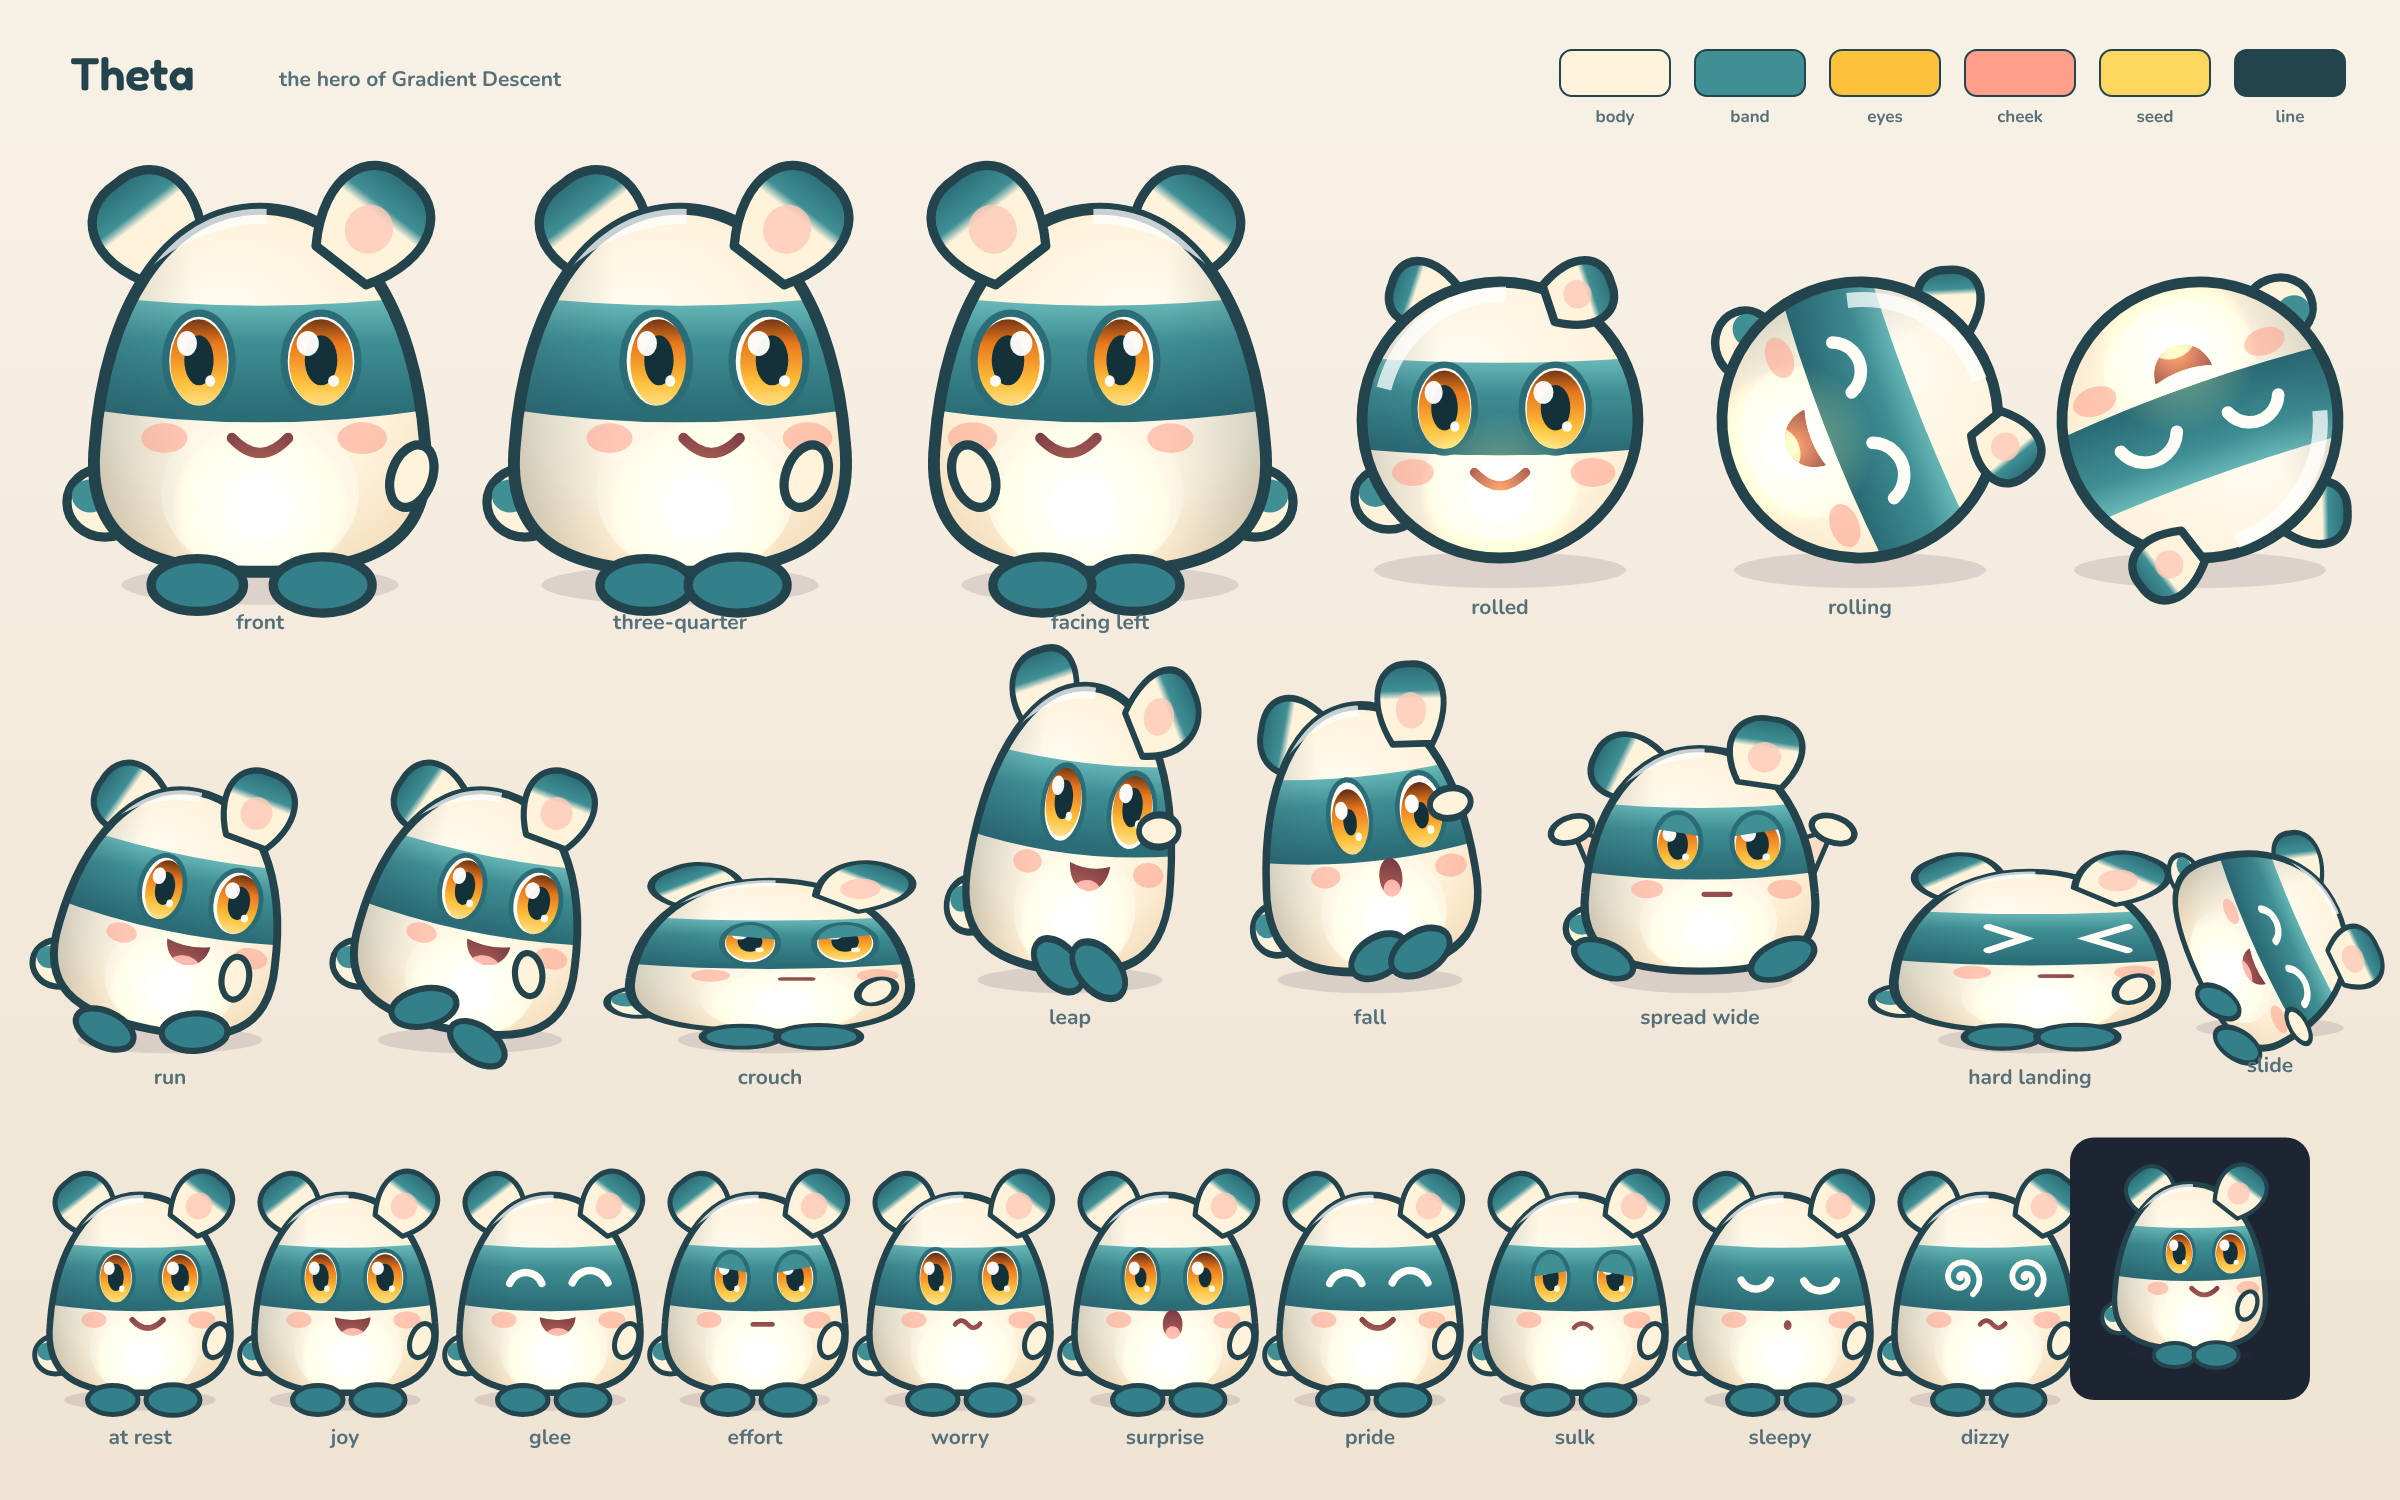 Theta
the hero of Gradient Descent
body
band
eyes
cheek
seed
line
front
three-quarter
facing left
rolled
rolling
run
crouch
leap
fall
spread wide
hard landing
slide
at rest
joy
glee
effort
worry
surprise
pride
sulk
sleepy
dizzy